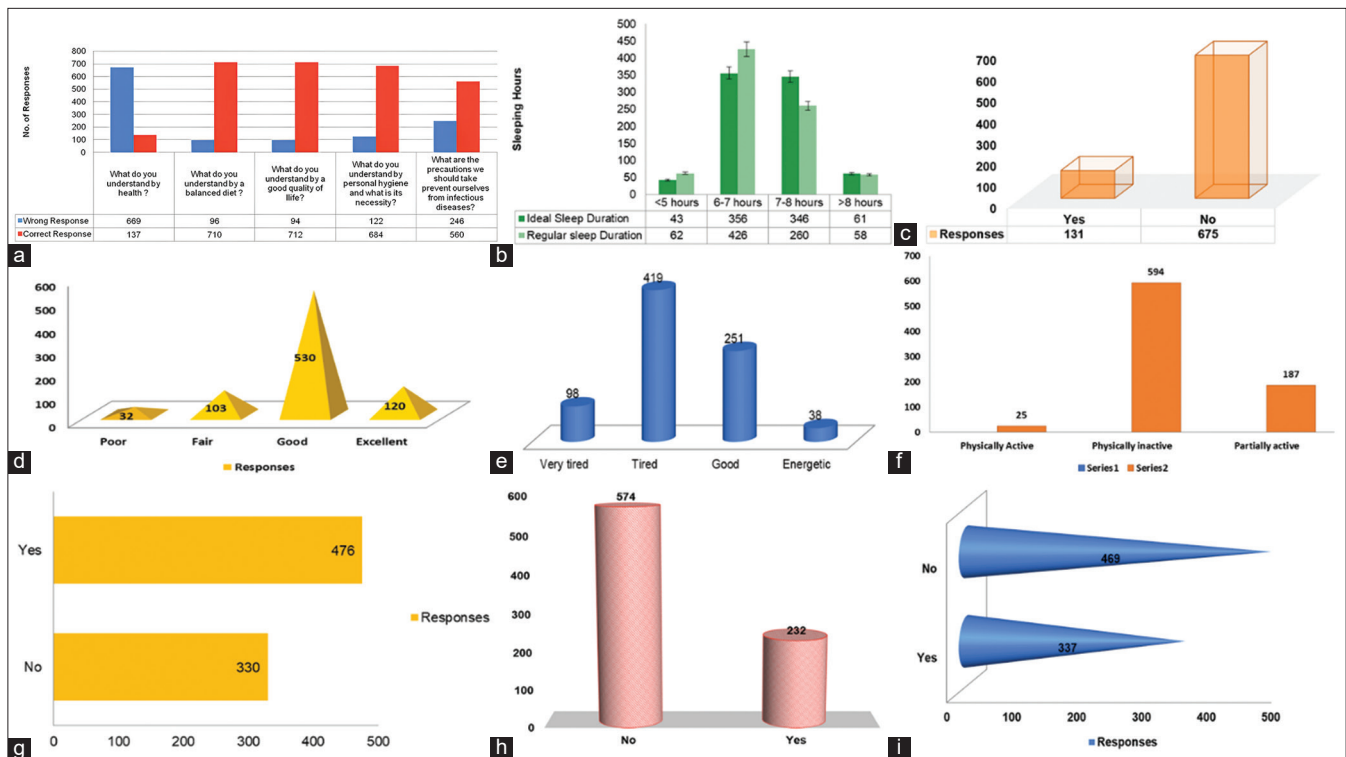 800
700
600
500
400
300
200
100
0
No. of Responses
What do you understand by health ?
What do you understand by a balanced diet ?
What do you understand by a good quality of life?
What do you understand by personal hygiene and what is its necessity?
What are the precautions we should take prevent ourselves from infectious diseases?
Wrong Response 669 96 94 122 246
Correct Response 137 710 712 684 560
a
500
450
400
350
300
250
200
150
100
50
0
Sleeping Hours
<5 hours 6-7 hours 7-8 hours >8 hours
Ideal Sleep Duration 43 356 346 61
Regular sleep Duration 62 426 260 58
b
700
600
500
400
300
200
100
0
Yes No
Responses 131 675
c
600
500
400
300
200
100
0
32
103
530
120
Poor Fair Good Excellent
Responses
d
98
419
251
38
Very tired Tired Good Energetic
e
700
600
500
400
300
200
100
0
25
594
187
Physically Active Physically inactive Partially active
Series1 Series2
f
Yes
476
No
330
Responses
0 100 200 300 400 500
g
600
500
400
300
200
100
0
574
232
No Yes
h
No
469
Yes
337
0 100 200 300 400 500
Responses
i